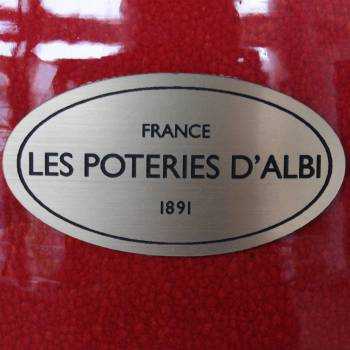 FRANCE
LES POTERIES D'ALBI
1891